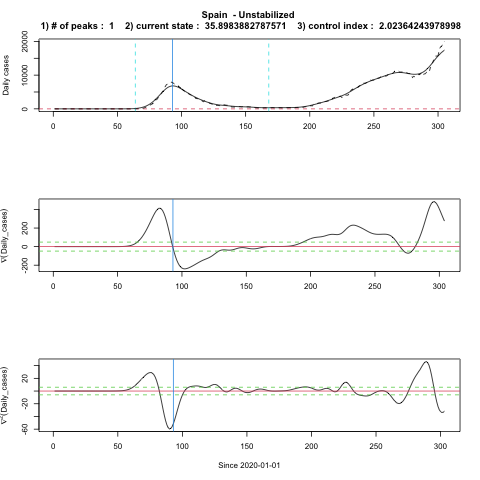 Spain - Unstabilized
1) # of peaks : 1 2) current state : 35.8983882787571 3) control index : 2.02364243978998
Daily cases
0 10000 20000
0 50 100 150 200 250 300
∇(Daily_cases)
-200 0 200
0 50 100 150 200 250 300
∇²(Daily_cases)
-60 -20 20
0 50 100 150 200 250 300
Since 2020-01-01